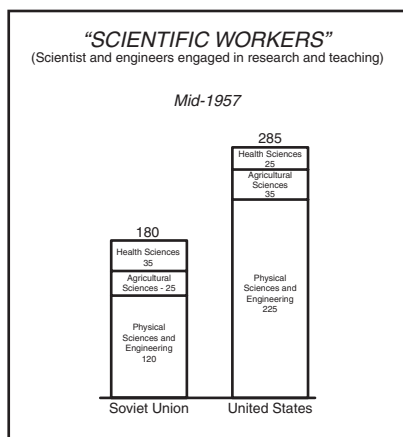 “SCIENTIFIC WORKERS”
(Scientist and engineers engaged in research and teaching)
Mid-1957
285
Health Sciences
25
Agricultural
Sciences
35
Physical
Sciences and
Engineering
225
180
Health Sciences
35
Agricultural
Sciences - 25
Physical
Sciences and
Engineering
120
Soviet Union
United States